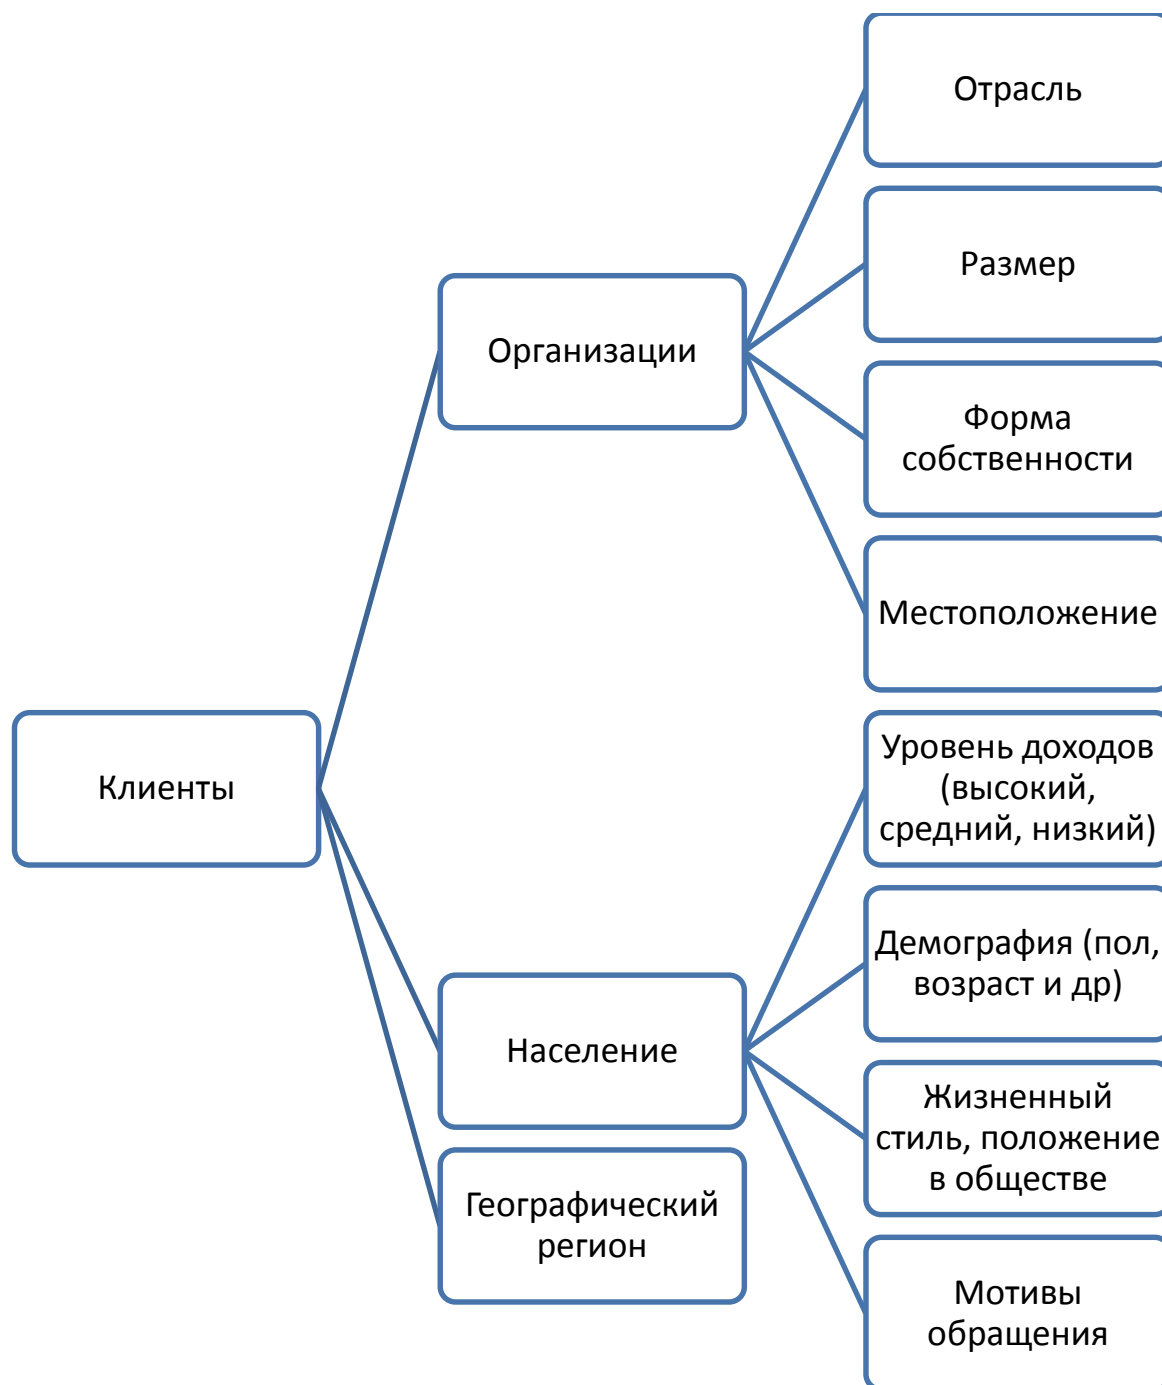 Отрасль
Размер
Организации
Форма
собственности
Местоположение
Клиенты
Уровень доходов
(высокий,
средний, низкий)
Демография (пол,
возраст и др)
Население
Жизненный
стиль, положение
в обществе
Географический
регион
Мотивы
обращения